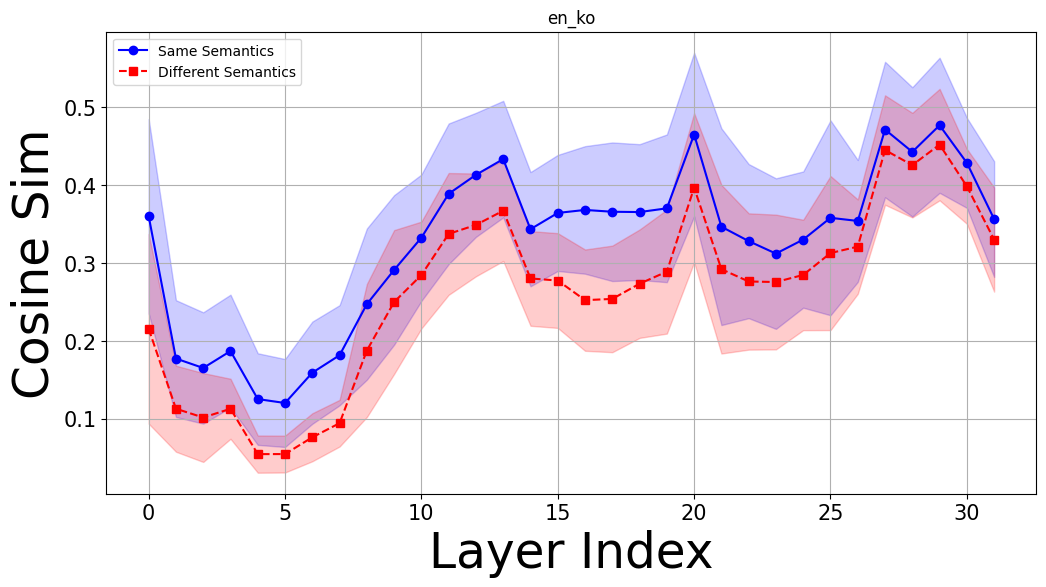 en_ko
Same Semantics
Different Semantics
Cosine Sim
0.5
0.4
0.3
0.2
0.1
0 5 10 15 20 25 30
Layer Index